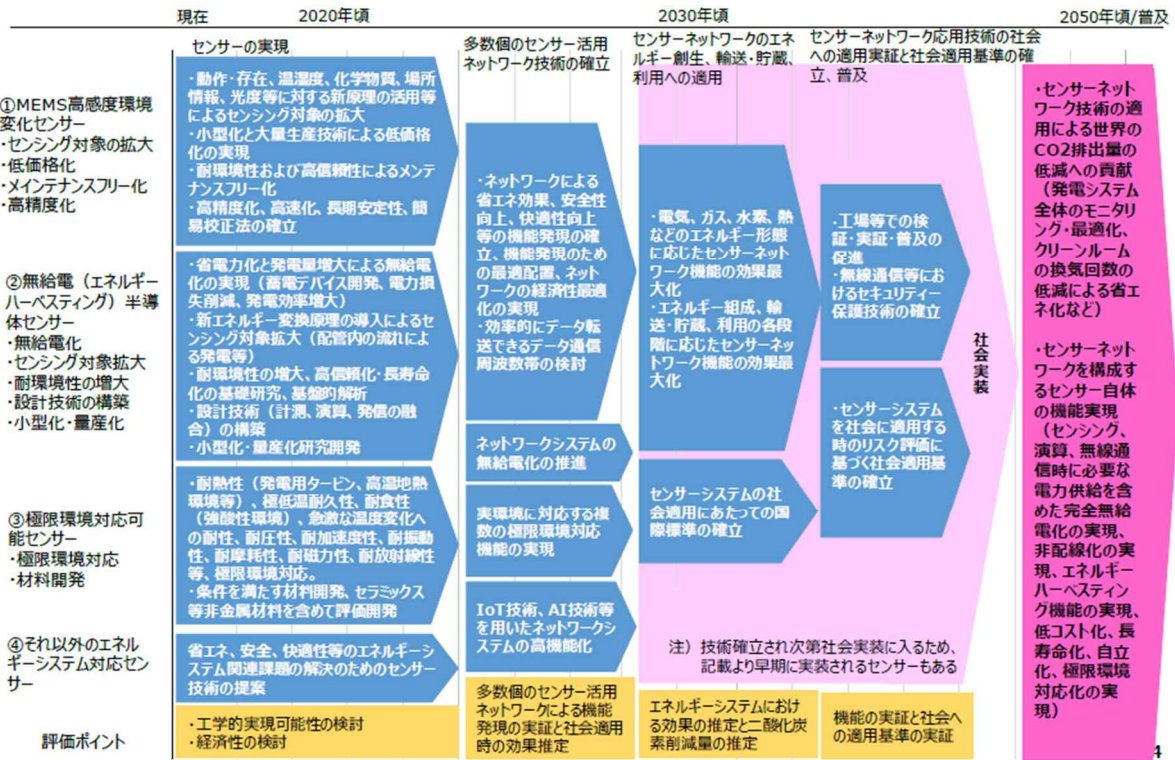 現在
2020年頃
2030年頃
2050年頃/普及
センサーの実現
多数個のセンサー活用
ネットワーク技術の確立
センサーネットワークのエネ
ルギー創生、輸送・貯蔵、
利用への適用
センサーネットワーク応用技術の社会
への適用実証と社会適用基準の確
立、普及
①MEMS高感度環境
変化センサー
・センシング対象の拡大
・低価格化
・メインテナンスフリー化
・高精度化
・動作・存在、温湿度、化学物質、場所
情報、光度等に対する新原理の活用等
によるセンシング対象の拡大
・小型化と大量生産技術による低価格
化の実現
・耐環境性および高信頼性によるメンテ
ナンスフリー化
・高精度化、高速化、長期安定性、簡
易校正法の確立
②無給電（エネルギー
ハーベスティング）半導
体センサー
・無給電化
・センシング対象拡大
・耐環境性の増大
・設計技術の構築
・小型化・量産化
・省電力化と発電量増大による無給電
化の実現（蓄電デバイス開発、電力損
失削減、発電効率増大）
・新エネルギー変換原理の導入によるセ
ンシング対象拡大（配管内の流れによ
る発電等）
・耐環境性の増大、高信頼化・長寿命
化の基礎研究、基盤的解析
・設計技術（計測、演算、発信の融
合）の構築
・小型化・量産化研究開発
③極限環境対応可
能センサー
・極限環境対応
・材料開発
・耐熱性（発電用タービン、高温地熱
環境等）、極低温耐久性、耐食性
（強酸性環境）、急激な温度変化へ
の耐性、耐圧性、耐加速度性、耐振動
性、耐摩耗性、耐磁力性、耐放射線性
等、極限環境対応。
・条件を満たす材料開発、セラミックス
等非金属材料を含めて評価開発
④それ以外のエネル
ギーシステム対応セン
サー
省エネ、安全、快適性等のエネルギーシ
ステム関連課題の解決のためのセンサー
技術の提案
・ネットワークによる
省エネ効果、安全性
向上、快適性向上
等の機能発現の確
立、機能発現のため
の最適配置、ネット
ワークの経済性最適
化の実現
・効率的にデータ転
送できるデータ通信
周波数帯の検討
ネットワークシステムの
無給電化の推進
実環境に対応する複
数の極限環境対応
機能の実現
IoT技術、AI技術等
を用いたネットワークシ
ステムの高機能化
・電気、ガス、水素、熱
などのエネルギー形態
に応じたセンサーネット
ワーク機能の効果最
大化
・エネルギー組成、輸
送・貯蔵、利用の各段
階に応じたセンサーネッ
トワーク機能の効果最
大化
センサーシステムの社
会適用にあたっての国
際標準の確立
・工場等での検
証・実証・普及の
促進
・無線通信等にお
けるセキュリティー
保護技術の確立
・センサーシステム
を社会に適用する
時のリスク評価に
基づく社会適用基
準の確立
社会実装
注）技術確立され次第社会実装に入るため、
記載より早期に実装されるセンサーもある
・センサーネット
ワーク技術の適
用による世界の
CO2排出量の
低減への貢献
（発電システム
全体のモニタリ
ング・最適化、
クリーンルーム
の換気回数の
低減による省エ
ネ化など）
・センサーネット
ワークを構成す
るセンサー自体
の機能実現
（センシング、
演算、無線通
信時に必要な
電力供給を含
めた完全無給
電化の実現、
非配線化の実
現、エネルギー
ハーベスティン
グ機能の実現、
低コスト化、長
寿命化、自立
化、極限環境
対応化の実
現）
評価ポイント
・工学的実現可能性の検討
・経済性の検討
多数個のセンサー活用
ネットワークによる機能
発現の実証と社会適用
時の効果推定
エネルギーシステムにおけ
る効果の推定と二酸化炭
素削減量の推定
機能の実証と社会へ
の適用基準の実証
4